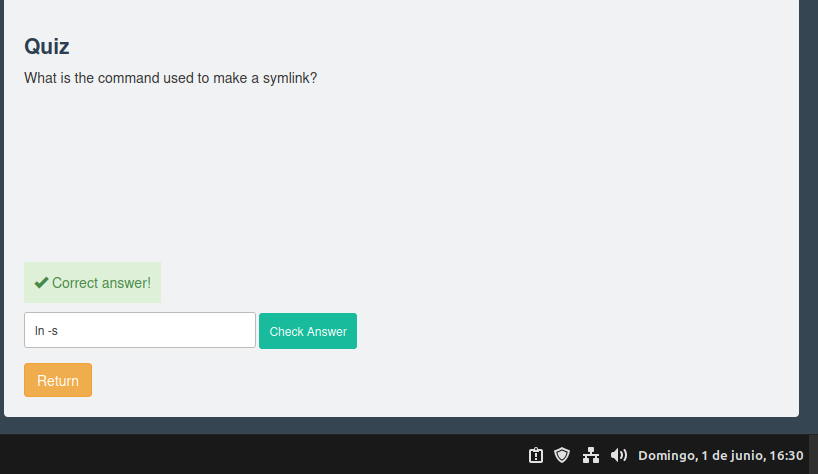 Quiz
What is the command used to make a symlink?
Correct answer!
ln -s
Check Answer
Return
Domingo, 1 de junio, 16:30